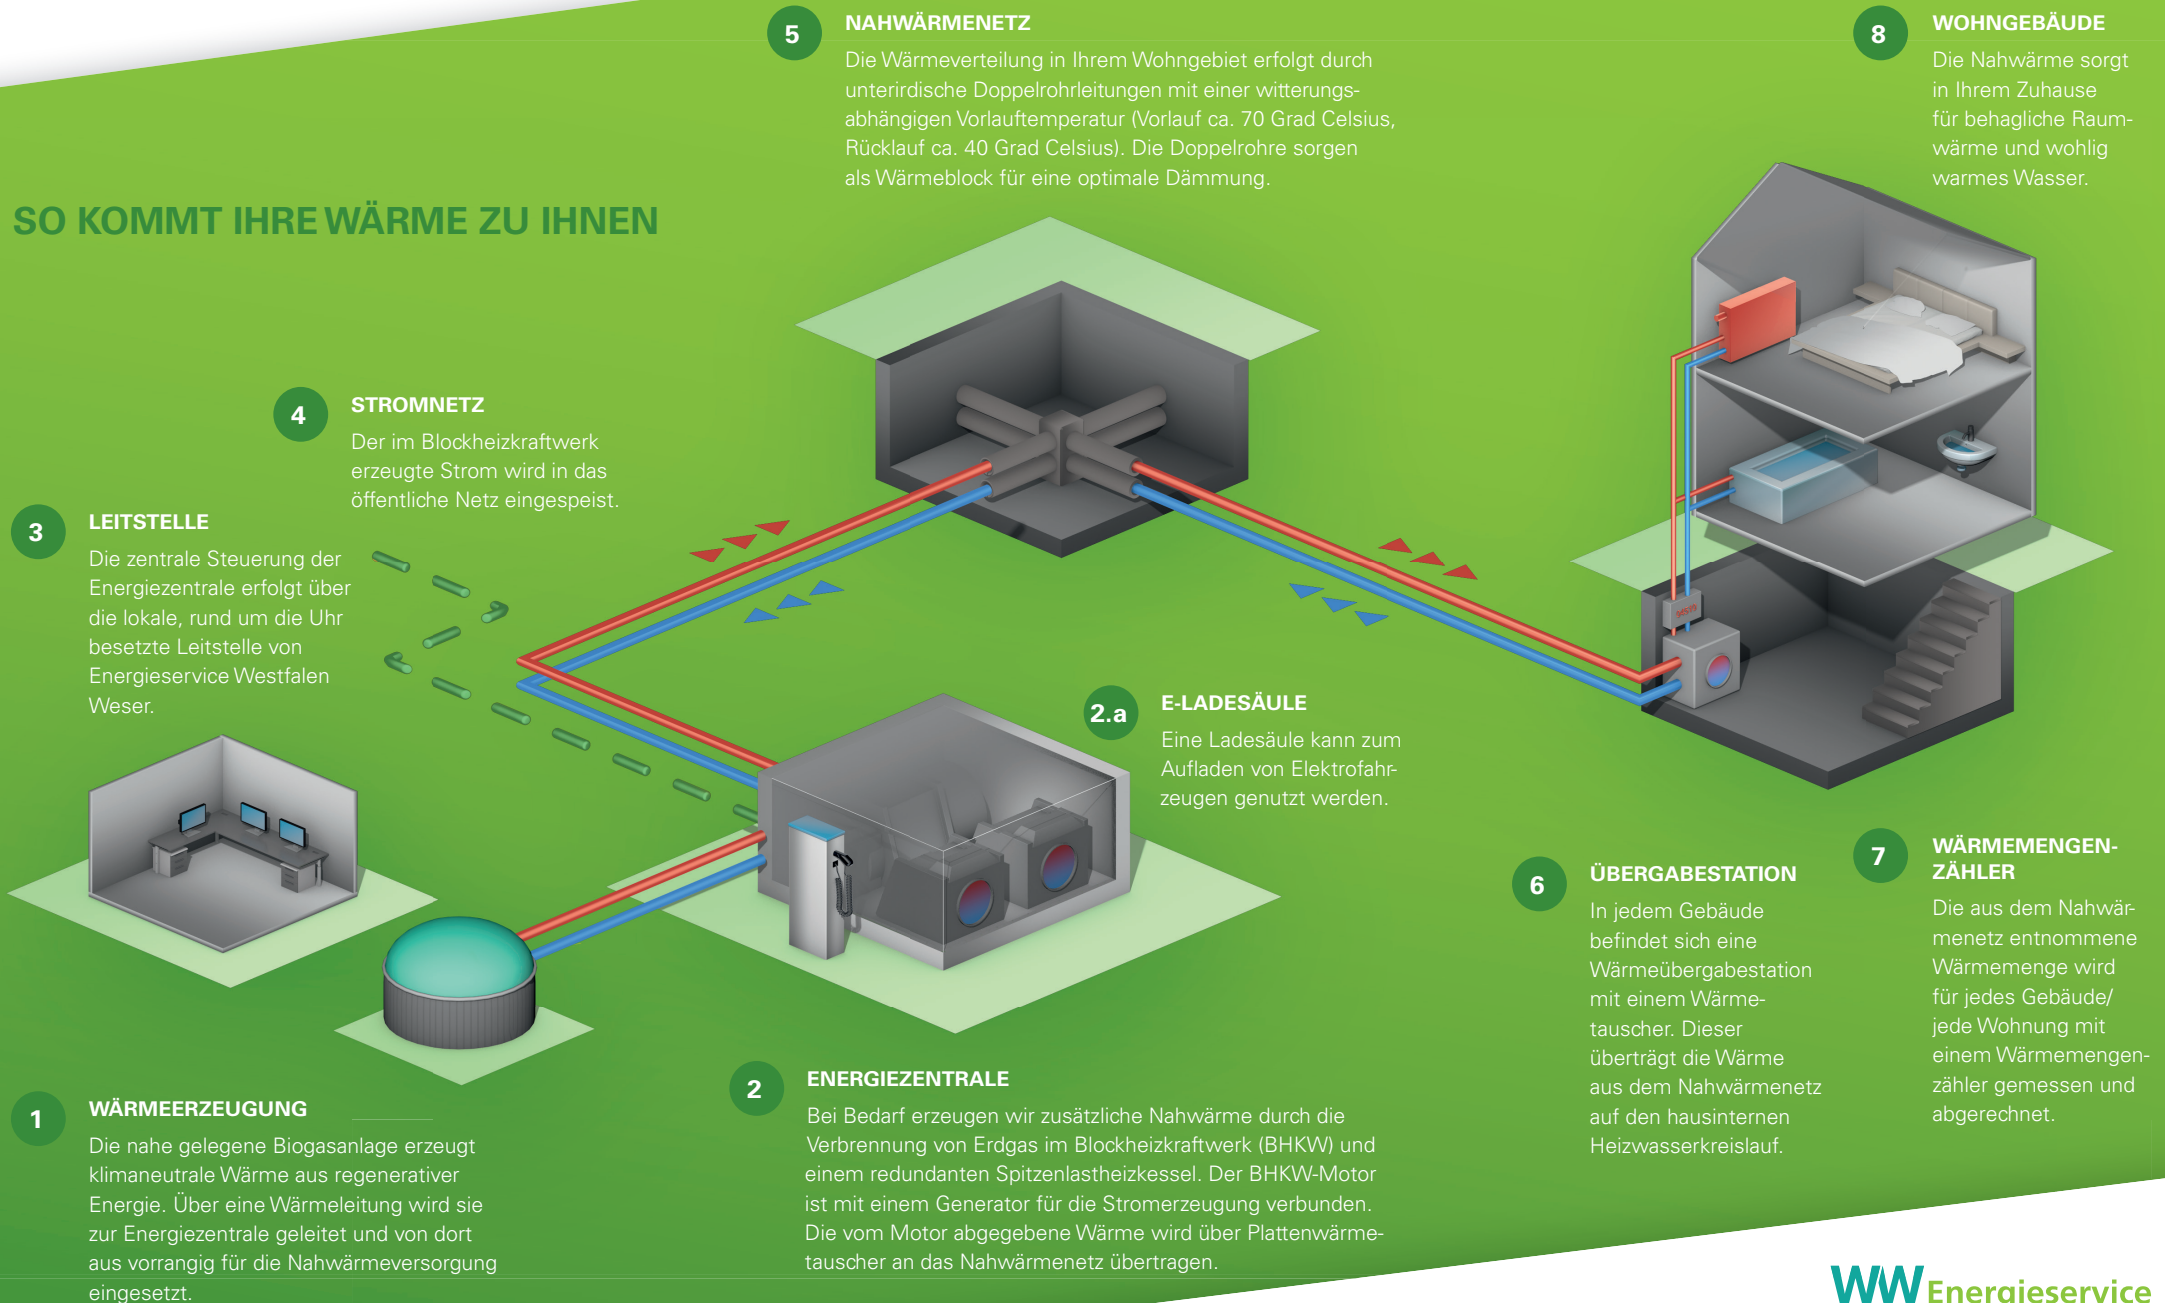 SO KOMMT IHRE WÄRME ZU IHNEN
1
WÄRMEERZEUGUNG
Die nahe gelegene Biogasanlage erzeugt
klimaneutrale Wärme aus regenerativer
Energie. Über eine Wärmeleitung wird sie
zur Energiezentrale geleitet und von dort
aus vorrangig für die Nahwärmeversorgung
eingesetzt.
2
ENERGIEZENTRALE
Bei Bedarf erzeugen wir zusätzliche Nahwärme durch die
Verbrennung von Erdgas im Blockheizkraftwerk (BHKW) und
einem redundanten Spitzenlastheizkessel. Der BHKW-Motor
ist mit einem Generator für die Stromerzeugung verbunden.
Die vom Motor abgegebene Wärme wird über Plattenwärme-
tauscher an das Nahwärmenetz übertragen.
2.a
E-LADESÄULE
Eine Ladesäule kann zum
Aufladen von Elektrofahr-
zeugen genutzt werden.
3
LEITSTELLE
Die zentrale Steuerung der
Energiezentrale erfolgt über
die lokale, rund um die Uhr
besetzte Leitstelle von
Energieservice Westfalen
Weser.
4
STROMNETZ
Der im Blockheizkraftwerk
erzeugte Strom wird in das
öffentliche Netz eingespeist.
5
NAHWÄRMENETZ
Die Wärmeverteilung in Ihrem Wohngebiet erfolgt durch
unterirdische Doppelrohrleitungen mit einer witterungs-
abhängigen Vorlauftemperatur (Vorlauf ca. 70 Grad Celsius,
Rücklauf ca. 40 Grad Celsius). Die Doppelrohre sorgen
als Wärmeblock für eine optimale Dämmung.
6
ÜBERGABESTATION
In jedem Gebäude
befindet sich eine
Wärmeübergabestation
mit einem Wärme-
tauscher. Dieser
überträgt die Wärme
aus dem Nahwärmenetz
auf den hausinternen
Heizwasserkreislauf.
7
WÄRMEMENGEN-
ZÄHLER
Die aus dem Nahwär-
menetz entnommene
Wärmemenge wird
für jedes Gebäude/
jede Wohnung mit
einem Wärmemengen-
zähler gemessen und
abgerechnet.
8
WOHNGEBÄUDE
Die Nahwärme sorgt
in Ihrem Zuhause
für behagliche Raum-
wärme und wohlig
warmes Wasser.
WW Energieservice